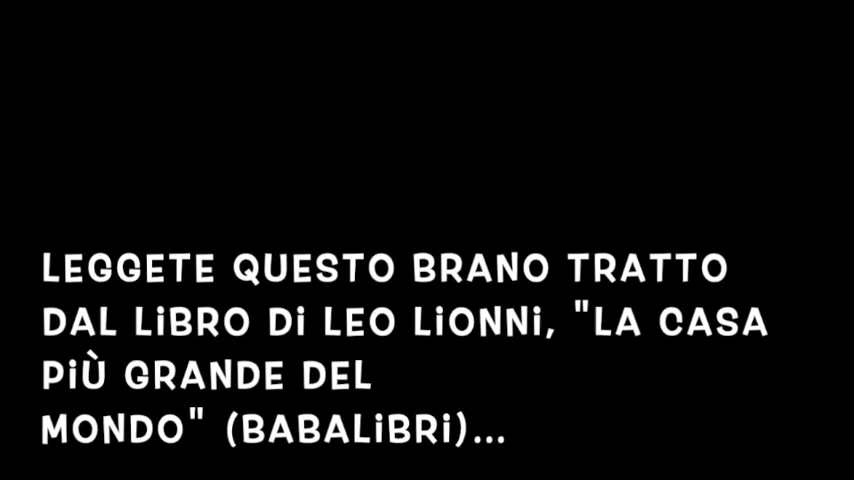 LEGGETE QUESTO BRANO TRATTO
DAL LiBRO Di LEO LiONNi, "LA CASA
PiÙ GRANDE DEL
MONDO" (BABALiBRi)...